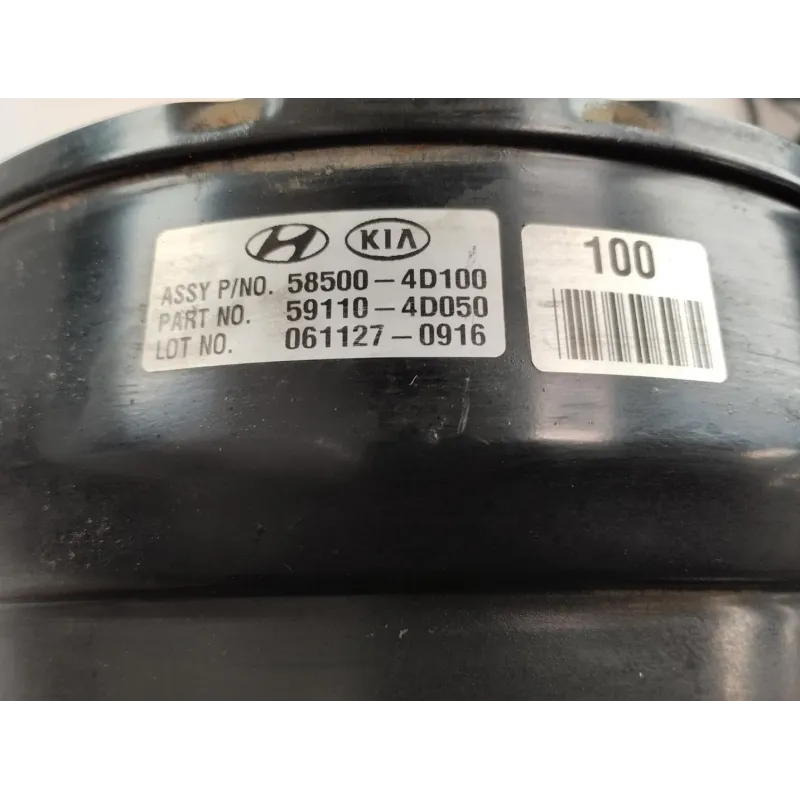 H KIA
ASSY P/NO. 58500-4D100
PART NO. 59110-4D050
LOT NO. 061127-0916
100